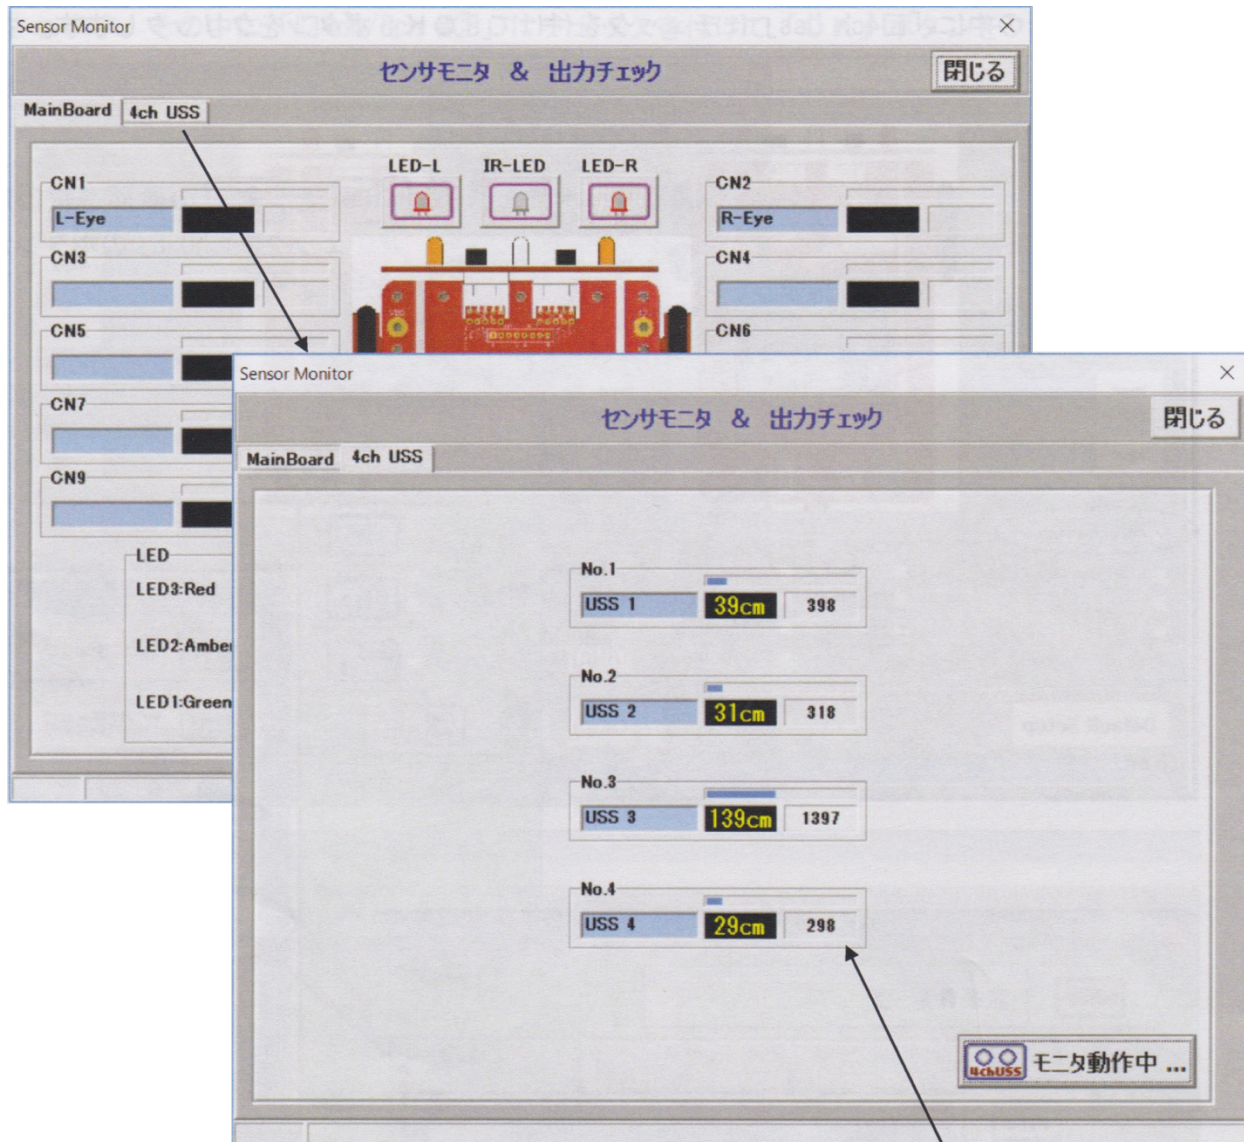 Sensor Monitor
センサモニタ & 出力チェック
閉じる
MainBoard
4ch USS
LED-L
IR-LED
LED-R
CN1
L-Eye
CN2
R-Eye
CN3
CN4
CN5
CN6
CN7
CN9
LED
LED3:Red
LED2:Amber
LED1:Green
Sensor Monitor
センサモニタ & 出力チェック
閉じる
MainBoard
4ch USS
No.1
USS 1
39cm
398
No.2
USS 2
31cm
318
No.3
USS 3
139cm
1397
No.4
USS 4
29cm
298
4chUSS
モニタ動作中 ...